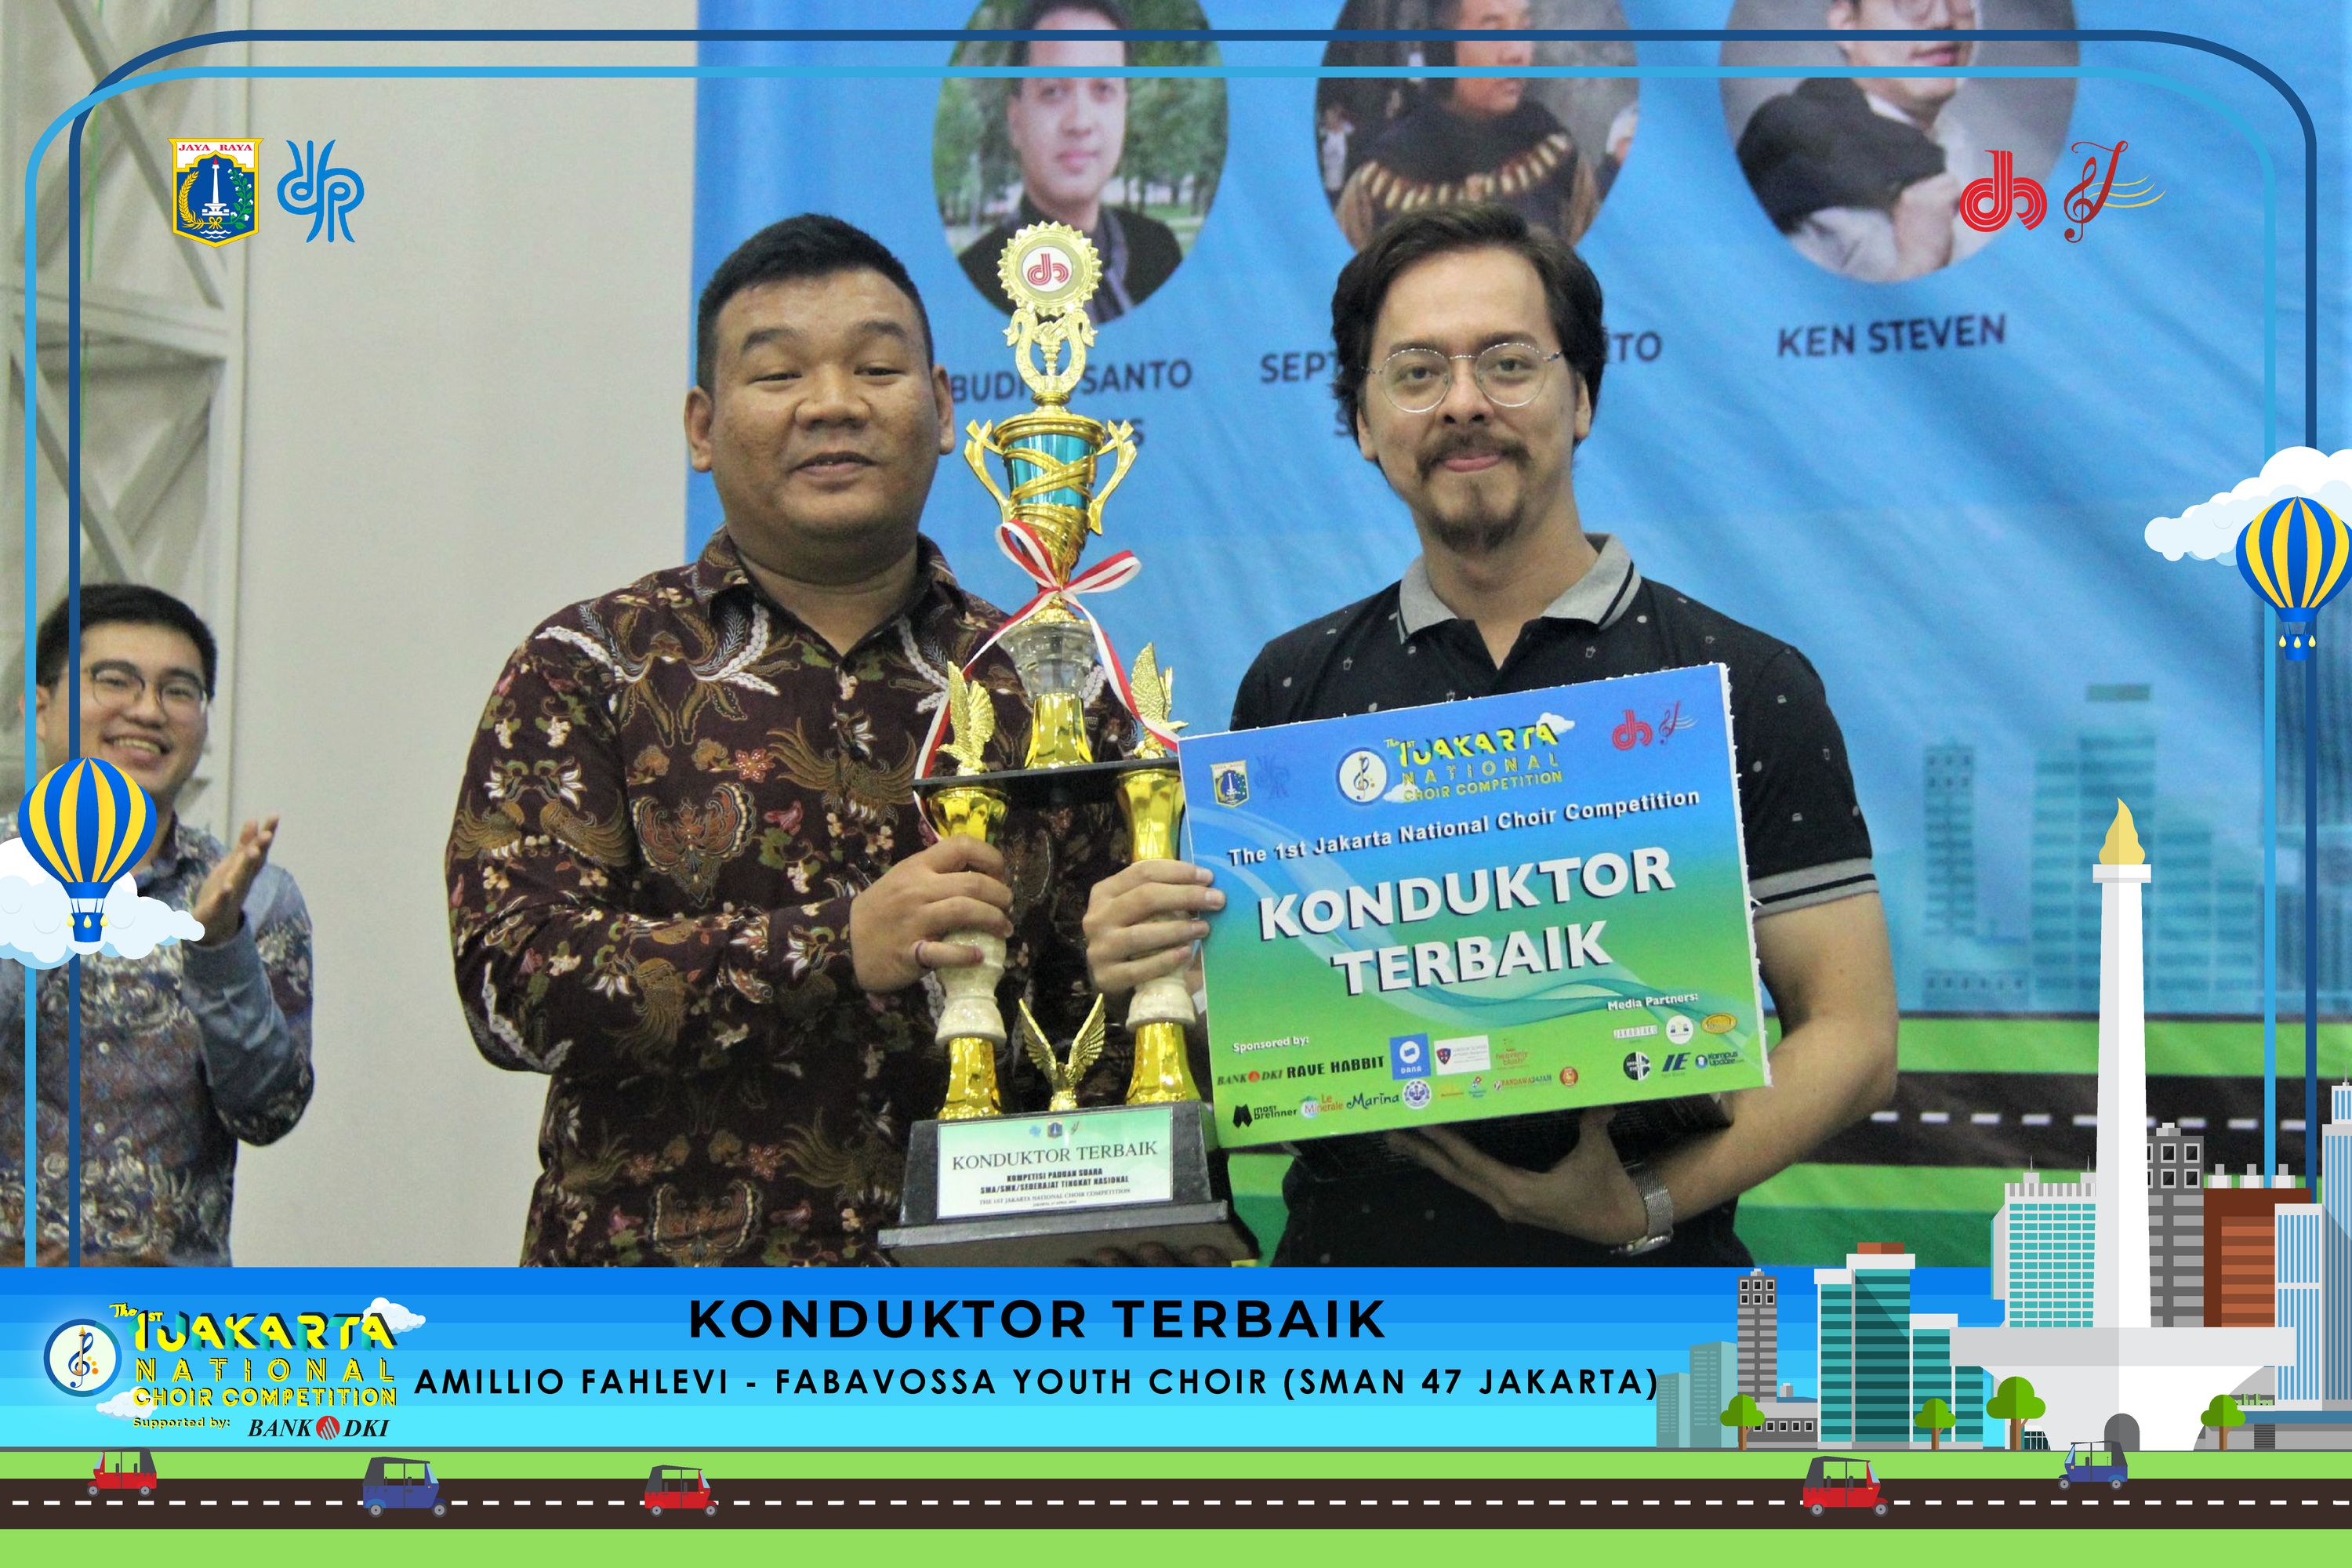 JAYA RAYA
BUDI SANTO
KEN STEVEN
The 1ST JAKARTA
NATIONAL
CHOIR COMPETITION
The 1st Jakarta National Choir Competition
KONDUKTOR
TERBAIK
Media Partners:
Sponsored by:
BANK DKI RAVE HABBIT DANA
Le Minerale Marina
KONDUKTOR TERBAIK
KOMPETISI PADUAN SUARA
SMA/SMK/SEDERAJAT TINGKAT NASIONAL
THE 1ST JAKARTA NATIONAL CHOIR COMPETITION
The 1ST JAKARTA
NATIONAL
CHOIR COMPETITION
Supported by: BANK DKI
KONDUKTOR TERBAIK
AMILLIO FAHLEVI - FABAVOSSA YOUTH CHOIR (SMAN 47 JAKARTA)